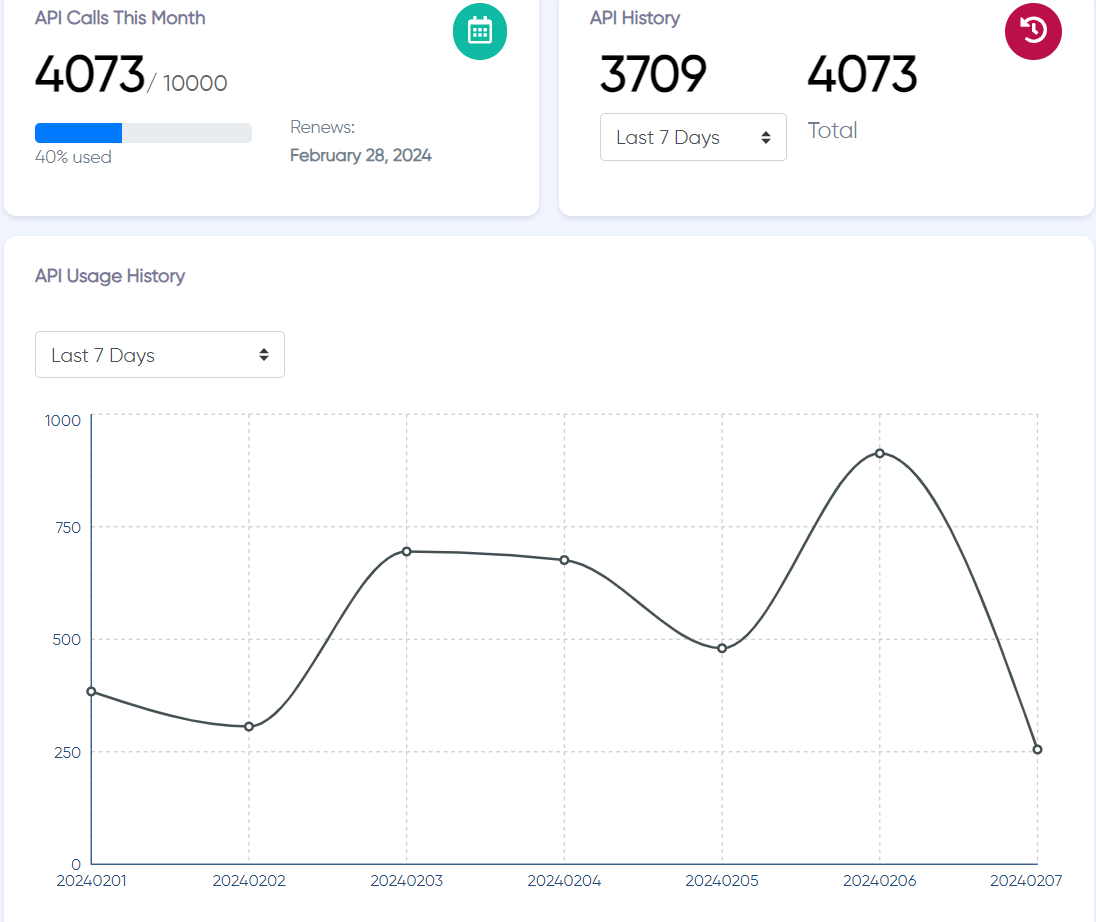 API Calls This Month
4073/ 10000
40% used
Renews:
February 28, 2024
API History
3709
Last 7 Days
4073
Total
API Usage History
Last 7 Days
1000
750
500
250
0
20240201 20240202 20240203 20240204 20240205 20240206 20240207